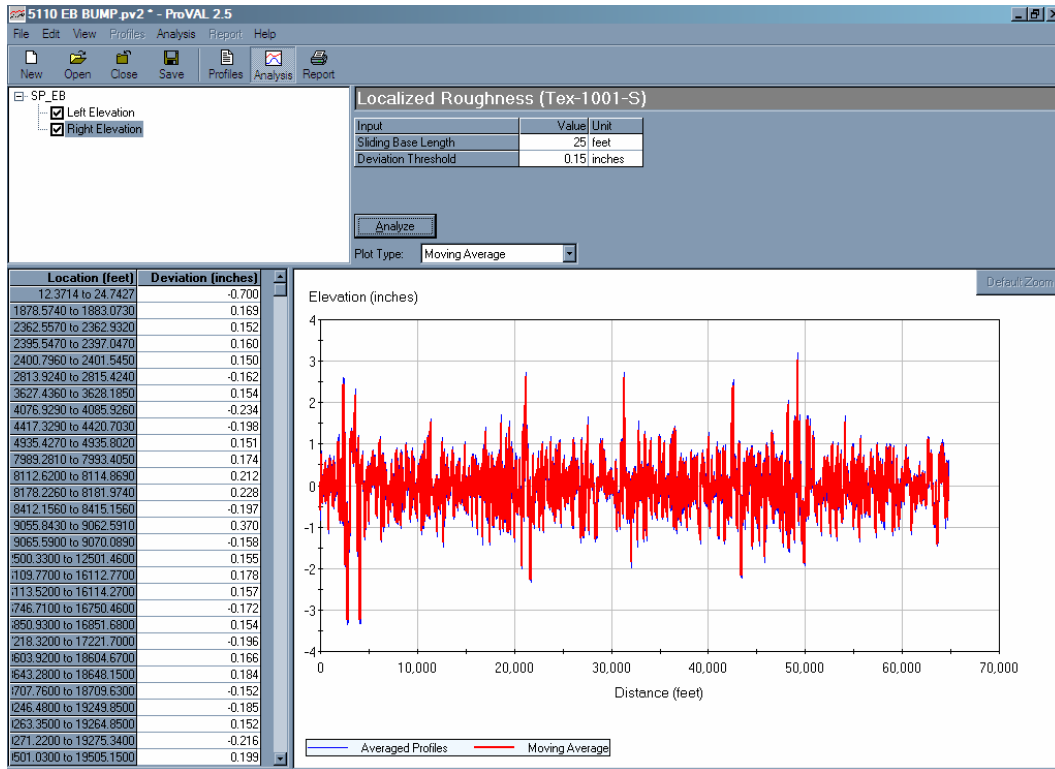 5110 EB BUMP.pv2 * - ProVAL 2.5
File Edit View Profiles Analysis Report Help
New Open Close Save Profiles Analysis Report
SP_EB
Left Elevation
Right Elevation
Localized Roughness (Tex-1001-S)
Input Value Unit
Sliding Base Length 25 feet
Deviation Threshold 0.15 inches
Analyze
Plot Type: Moving Average
Location (feet) Deviation (inches)
12.3714 to 24.7427 -0.700
1878.5740 to 1883.0730 0.169
2362.5570 to 2362.9320 0.152
2395.5470 to 2397.0470 0.160
2400.7960 to 2401.5450 0.150
2813.9240 to 2815.4240 -0.162
3627.4360 to 3628.1850 0.154
4076.9290 to 4085.9260 -0.234
4417.3290 to 4420.7030 -0.198
4935.4270 to 4935.8020 0.151
7989.2810 to 7993.4050 0.174
8112.6200 to 8114.8690 0.212
8178.2260 to 8181.9740 0.228
8412.1560 to 8415.1560 -0.197
9055.8430 to 9062.5910 0.370
9065.5900 to 9070.0890 -0.158
2500.3300 to 12501.4600 0.155
109.7700 to 16112.7700 0.178
113.5200 to 16114.2700 0.157
746.7100 to 16750.4600 -0.172
850.9300 to 16851.6800 0.154
218.3200 to 17221.7000 -0.196
603.9200 to 18604.6700 0.166
643.2800 to 18648.1500 0.184
707.7600 to 18709.6300 -0.152
246.4800 to 19249.8500 -0.185
263.3500 to 19264.8500 0.152
271.2200 to 19275.3400 -0.216
501.0300 to 19505.1500 0.199
Default Zoom
Elevation (inches)
4
3
2
1
0
-1
-2
-3
-4
0 10,000 20,000 30,000 40,000 50,000 60,000 70,000
Distance (feet)
Averaged Profiles Moving Average